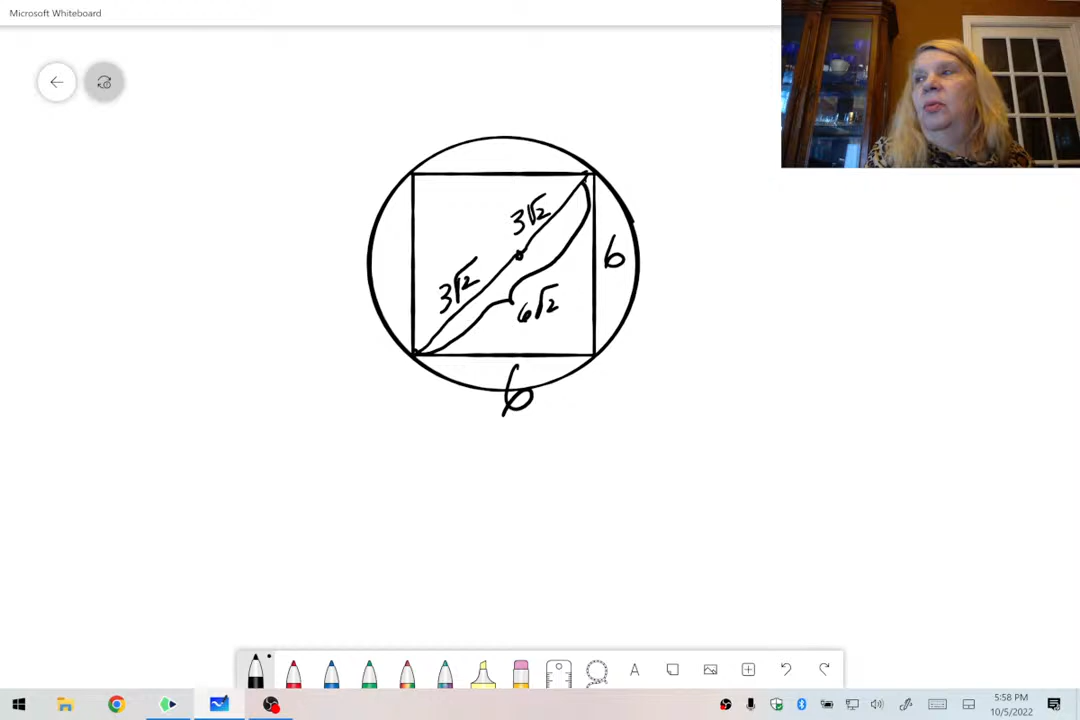 Microsoft Whiteboard
3√2
6
3√2
6√2
6
A
5:58 PM
10/5/2022